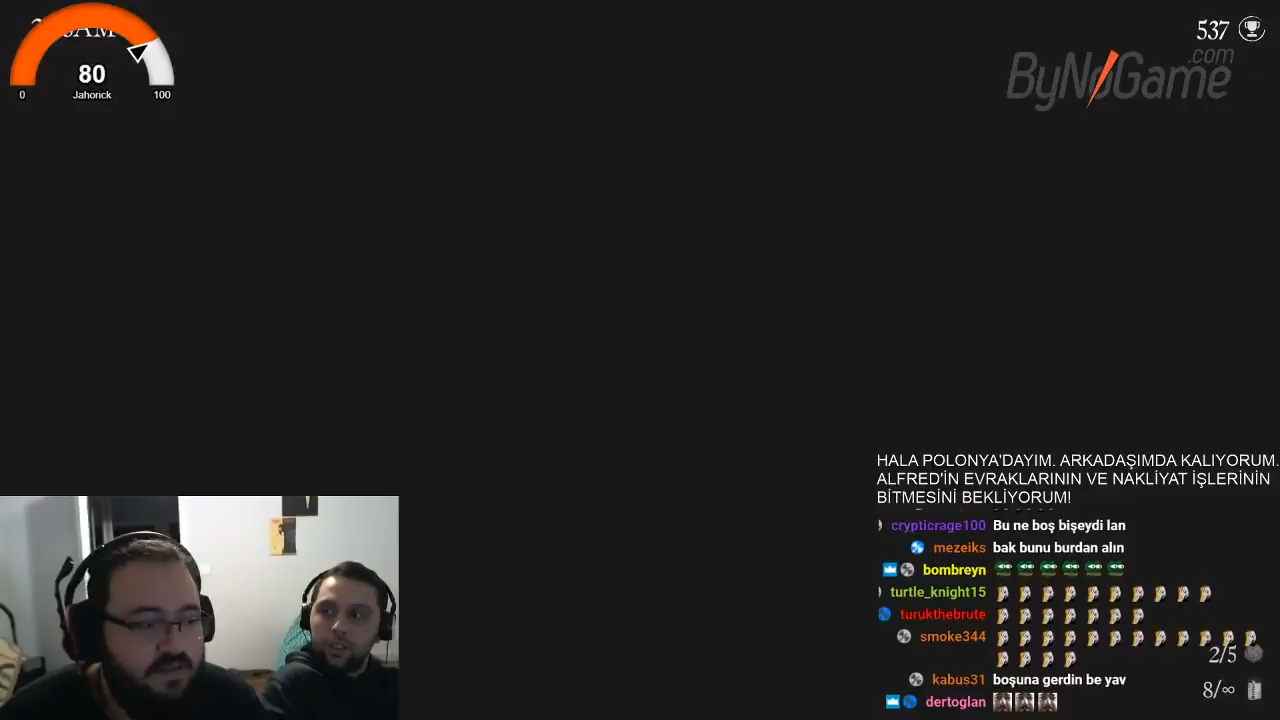 80
0
Jahorick
100
537
ByNoGame
.com
HALA POLONYA'DAYIM. ARKADAŞIMDA KALIYORUM.
ALFRED'İN EVRAKLARININ VE NAKLİYAT İŞLERİNİN
BİTMESİNİ BEKLİYORUM!
crypticrage100 Bu ne boş bişeydi lan
mezeiks bak bunu burdan alın
bombreyn
turtle_knight15
turukthebrute
smoke344
2/5
kabus31 boşuna gerdin be yav
8/∞
dertoglan